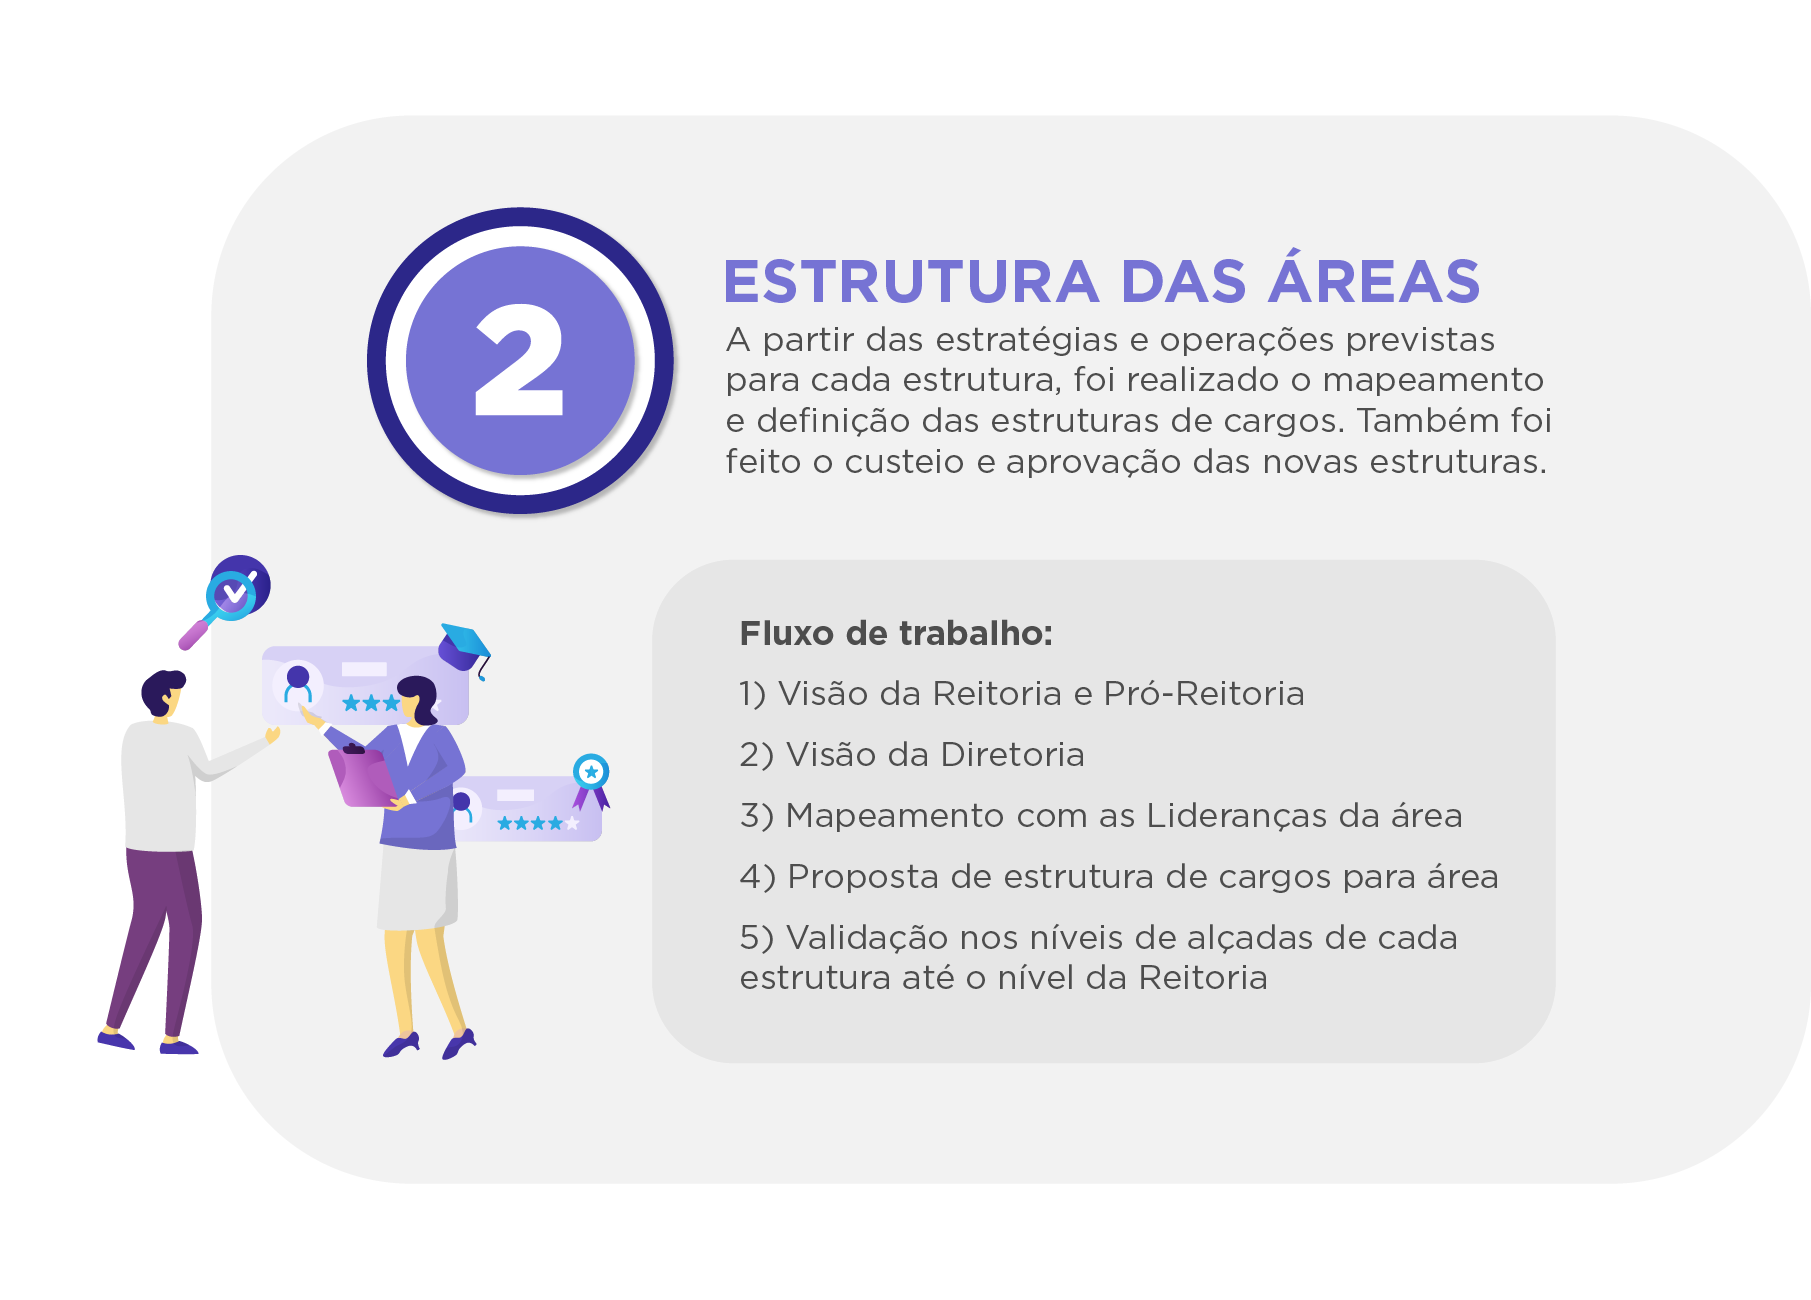 2
ESTRUTURA DAS ÁREAS
A partir das estratégias e operações previstas
para cada estrutura, foi realizado o mapeamento
e definição das estruturas de cargos. Também foi
feito o custeio e aprovação das novas estruturas.
Fluxo de trabalho:
1) Visão da Reitoria e Pró-Reitoria
2) Visão da Diretoria
3) Mapeamento com as Lideranças da área
4) Proposta de estrutura de cargos para área
5) Validação nos níveis de alçadas de cada
estrutura até o nível da Reitoria